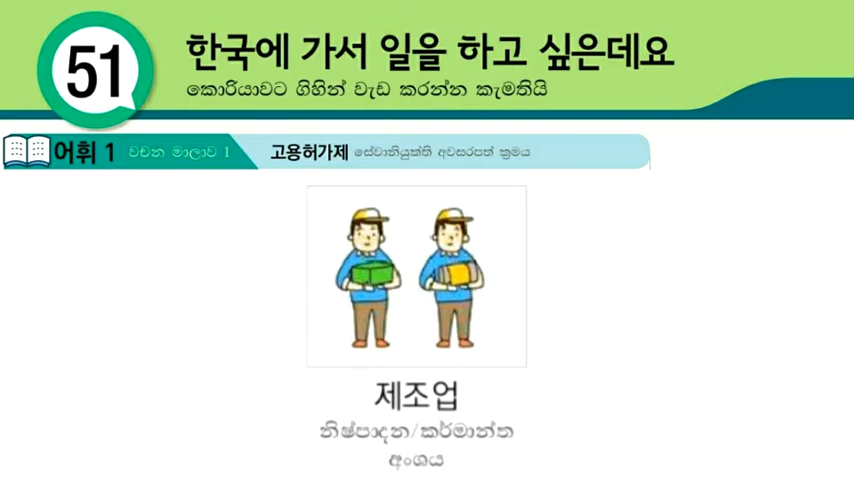 51
한국에 가서 일을 하고 싶은데요
කොරියාවට ගිහින් වැඩ කරන්න කැමතියි
어휘 1 වචන මාලාව 1 고용허가제 සේවානියුක්ති අවසරපත් ක්‍රමය
제조업
නිෂ්පාදන/කර්මාන්ත
අංශය